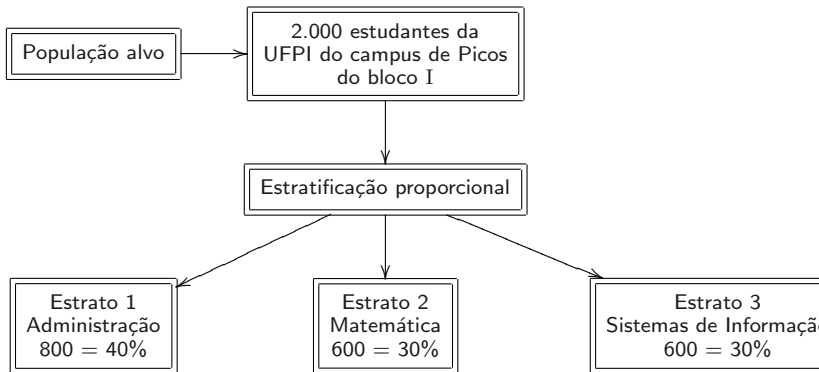 População alvo
2.000 estudantes da
UFPI do campus de Picos
do bloco I
Estratificação proporcional
Estrato 1
Administração
800 = 40%
Estrato 2
Matemática
600 = 30%
Estrato 3
Sistemas de Informação
600 = 30%